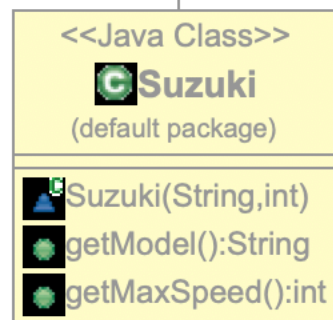 <<Java Class>>
C Suzuki
(default package)
C Suzuki(String,int)
getModel():String
getMaxSpeed():int